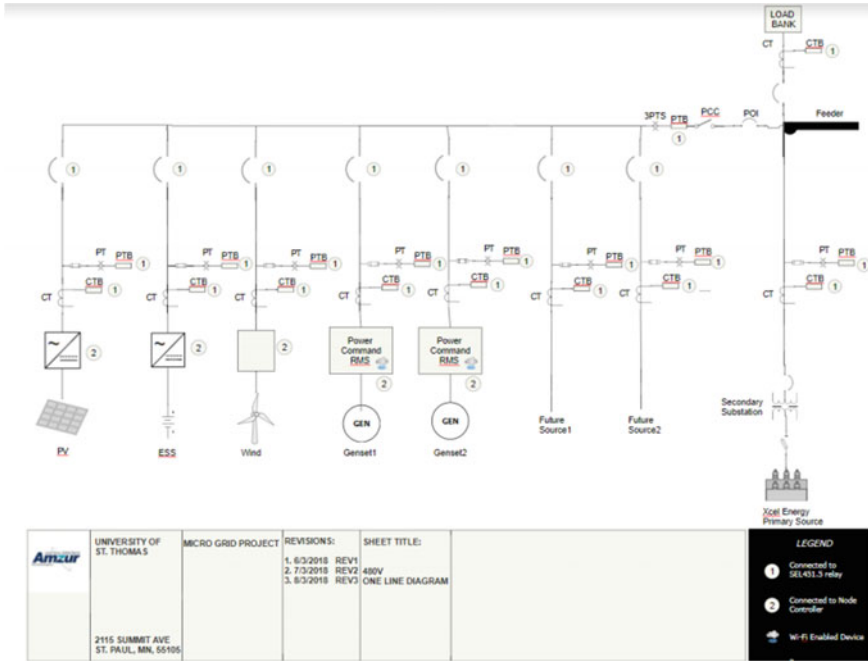 LOAD
BANK
CT
CTB
1
3PTS
PTB
PCC
POI
Feeder
1
1
1
1
1
1
1
1
PT
PTB
1
PT
PTB
1
PT
PTB
1
PT
PTB
1
PT
PTB
1
PT
PTB
1
PT
PTB
1
PT
PTB
1
CT
CTB
1
CT
CTB
1
CT
CTB
1
CT
CTB
1
CT
CTB
1
CT
CTB
1
CT
CTB
1
CT
CTB
1
2
2
2
Power
Command
RMS
2
Power
Command
RMS
2
GEN
GEN
PV
ESS
Wind
Genset1
Genset2
Future
Source1
Future
Source2
Secondary
Substation
Xcel Energy
Primary Source
Amzur
UNIVERSITY OF
ST. THOMAS
2115 SUMMIT AVE
ST. PAUL, MN, 55105
MICRO GRID PROJECT
REVISIONS:
1. 6/3/2018 REV1
2. 7/3/2018 REV2
3. 8/3/2018 REV3
SHEET TITLE:
480V
ONE LINE DIAGRAM
LEGEND
1 Connected to
SEL451.5 relay
2 Connected to Node
Controller
Wi-Fi Enabled Device